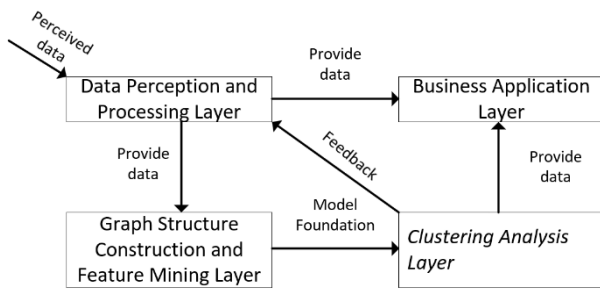 Perceived
data
Provide
data
Data Perception and
Processing Layer
Business Application
Layer
Provide
data
Feedback
Provide
data
Model
Foundation
Graph Structure
Construction and
Feature Mining Layer
Clustering Analysis
Layer